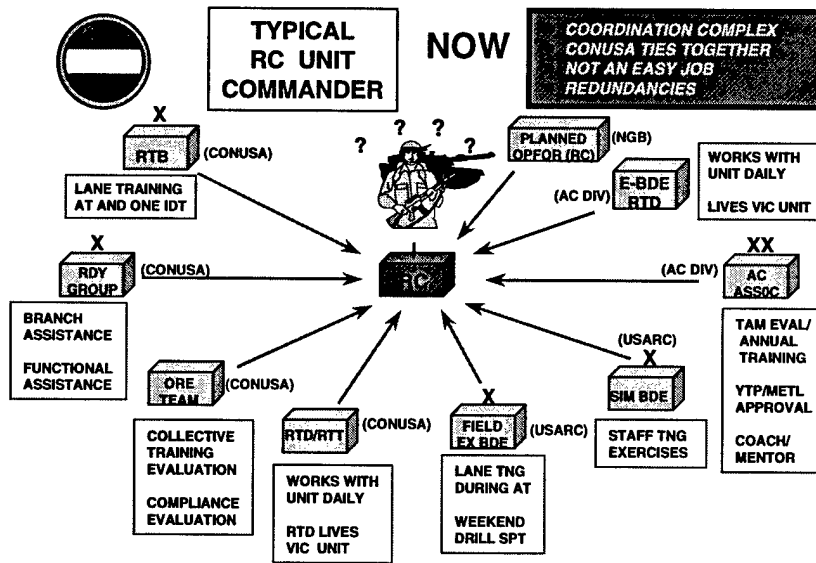 TYPICAL
RC UNIT
COMMANDER
NOW
COORDINATION COMPLEX
CONUSA TIES TOGETHER
NOT AN EASY JOB
REDUNDANCIES
X
RTB
(CONUSA)
LANE TRAINING
AT AND ONE IDT
? ? ? ?
PLANNED
OPFOR (RC)
(NGB)
E-BDE
RTD
(AC DIV)
WORKS WITH
UNIT DAILY
LIVES VIC UNIT
X
RDY
GROUP
(CONUSA)
BRANCH
ASSISTANCE
FUNCTIONAL
ASSISTANCE
RC
XX
(AC DIV)
AC
ASSOC
TAM EVAL/
ANNUAL
TRAINING
YTP/METL
APPROVAL
COACH/
MENTOR
ORE
TEAM
(CONUSA)
COLLECTIVE
TRAINING
EVALUATION
COMPLIANCE
EVALUATION
RTD/RTT
(CONUSA)
WORKS WITH
UNIT DAILY
RTD LIVES
VIC UNIT
X
FIELD
EX BDE
(USARC)
LANE TNG
DURING AT
WEEKEND
DRILL SPT
(USARC)
X
SIM BDE
STAFF TNG
EXERCISES